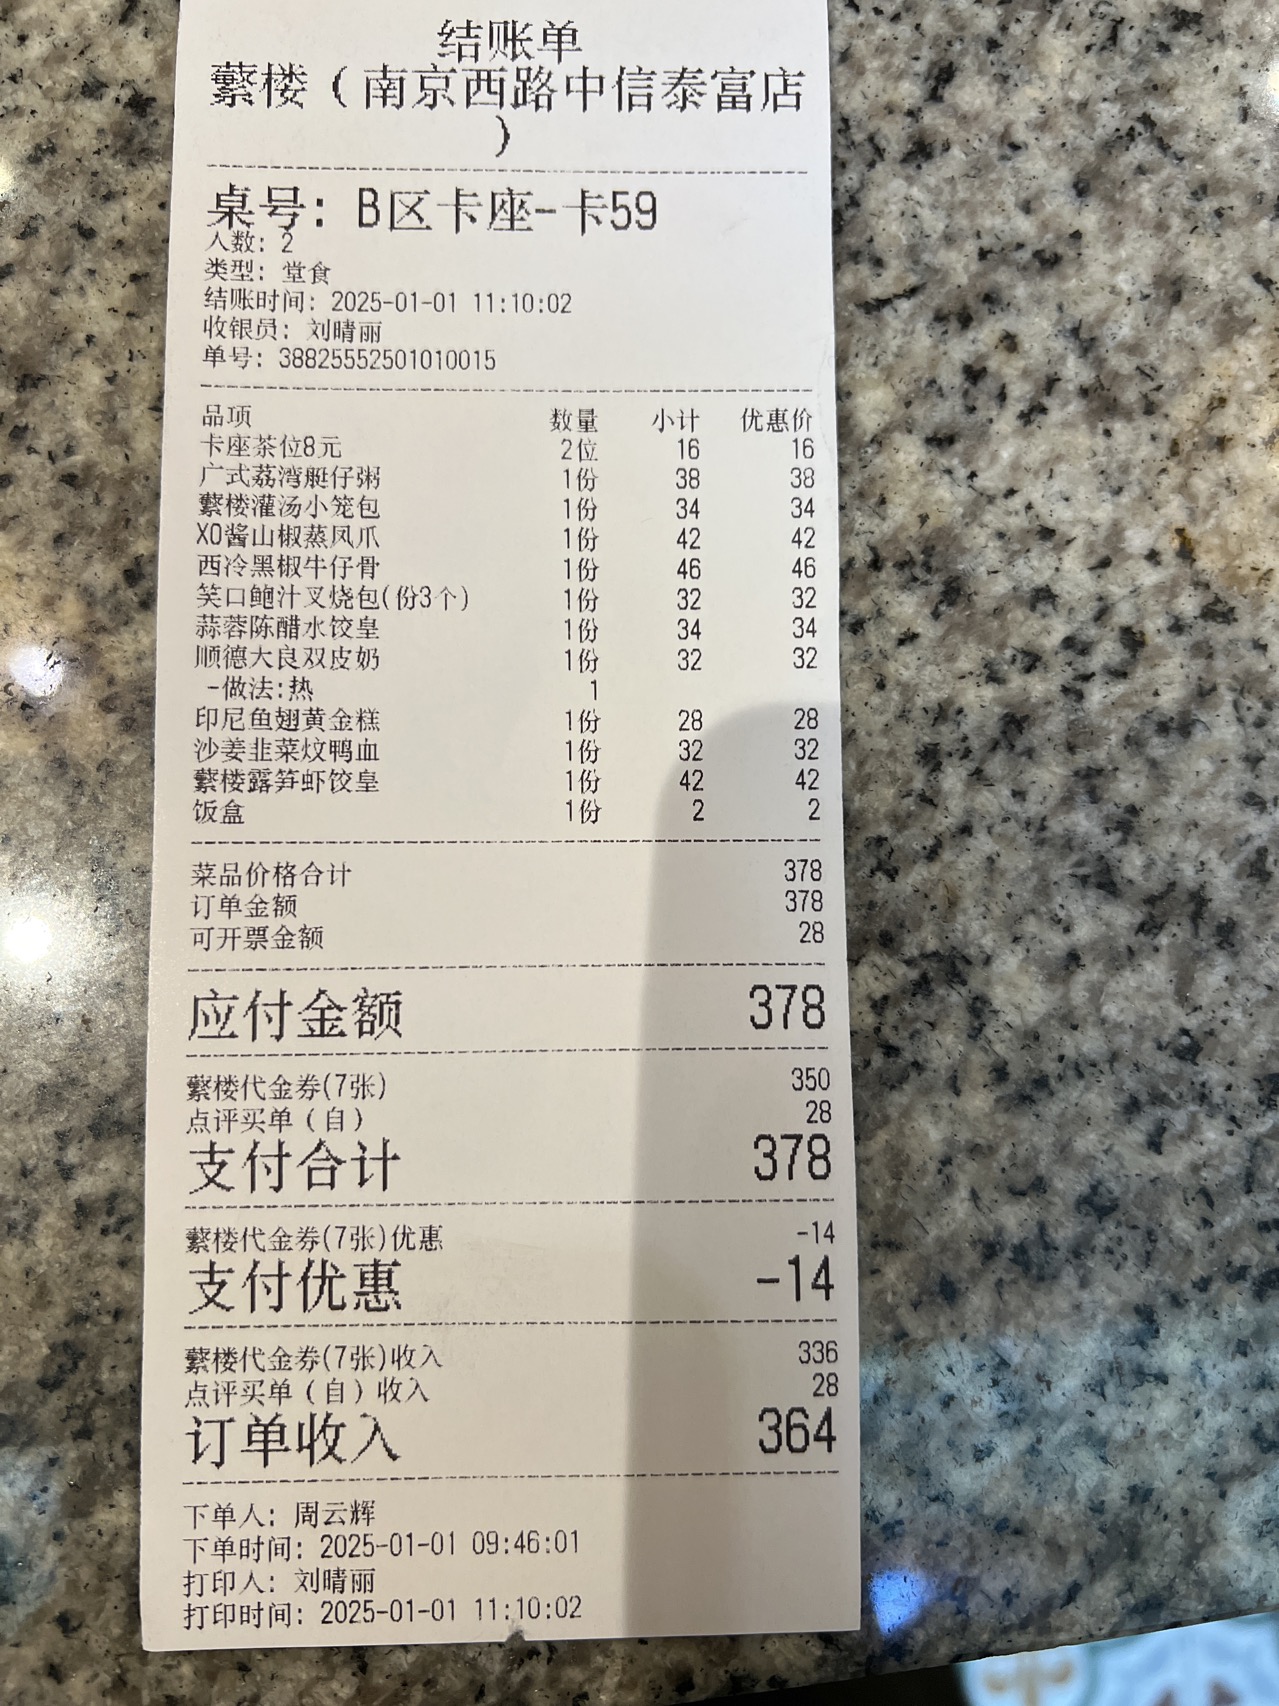 结账单
蘩楼（南京西路中信泰富店
）
桌号：B区卡座-卡59
人数：2
类型：堂食
结账时间：2025-01-01 11:10:02
收银员：刘晴丽
单号：38825552501010015
品项 数量 小计 优惠价
卡座茶位8元 2位 16 16
广式荔湾艇仔粥 1份 38 38
蘩楼灌汤小笼包 1份 34 34
XO酱山椒蒸凤爪 1份 42 42
西冷黑椒牛仔骨 1份 46 46
笑口鲍汁叉烧包(份3个) 1份 32 32
蒜蓉陈醋水饺皇 1份 34 34
顺德大良双皮奶 1份 32 32
-做法:热 1
印尼鱼翅黄金糕 1份 28 28
沙姜韭菜炆鸭血 1份 32 32
蘩楼露笋虾饺皇 1份 42 42
饭盒 1份 2 2
菜品价格合计 378
订单金额 378
可开票金额 28
应付金额 378
蘩楼代金券(7张) 350
点评买单（自） 28
支付合计 378
蘩楼代金券(7张)优惠 -14
支付优惠 -14
蘩楼代金券(7张)收入 336
点评买单（自）收入 28
订单收入 364
下单人：周云辉
下单时间：2025-01-01 09:46:01
打印人：刘晴丽
打印时间：2025-01-01 11:10:02